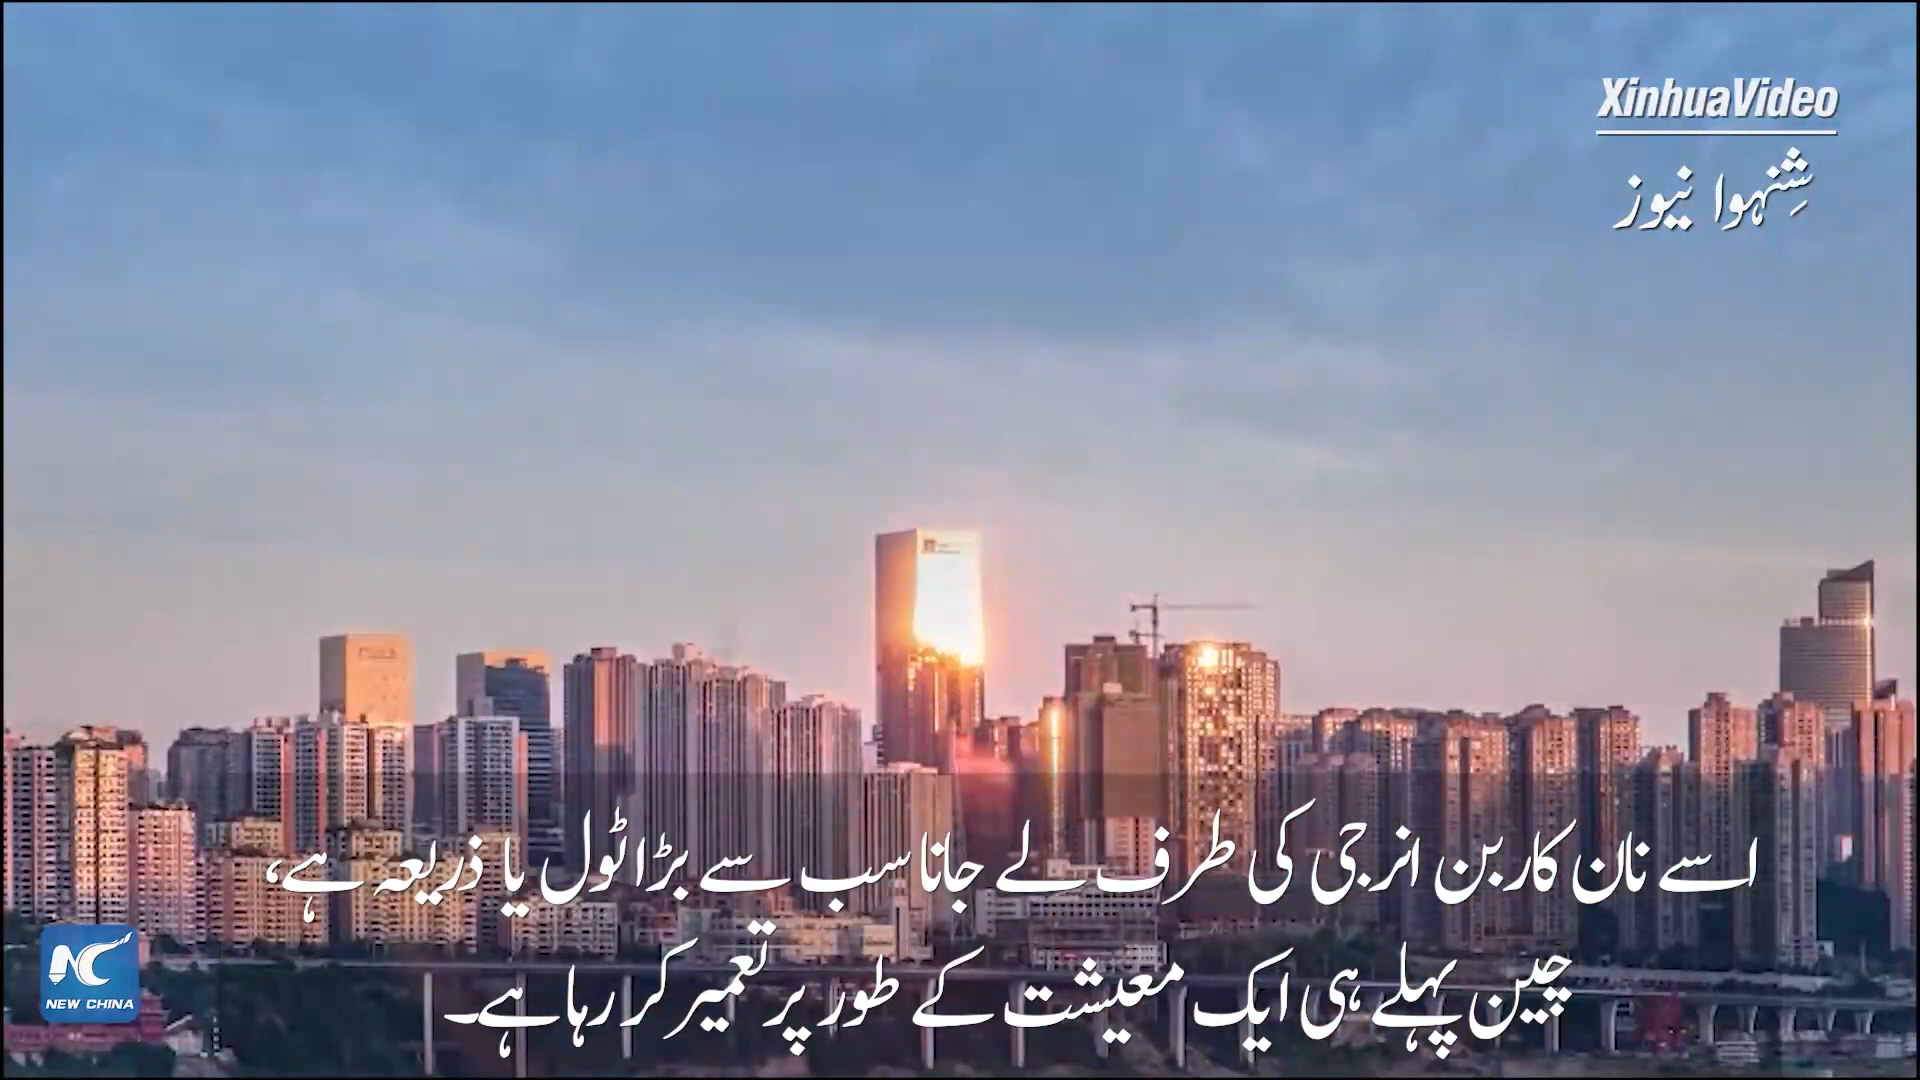 XinhuaVideo
شِنہوا نیوز
اسے نان کاربن انرجی کی طرف لے جانا سب سے بڑا ٹول یا ذریعہ ہے،
چین پہلے ہی ایک معیشت کے طور پر تعمیر کر رہا ہے۔
NEW CHINA